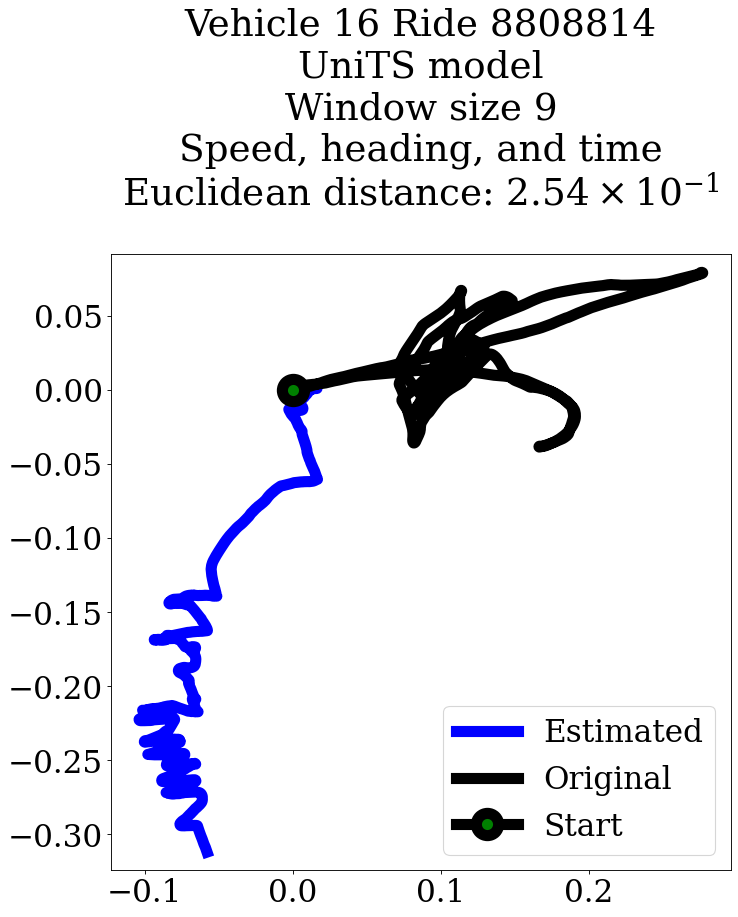 Vehicle 16 Ride 8808814
UniTS model
Window size 9
Speed, heading, and time
Euclidean distance: 2.54 × 10⁻¹
0.05
0.00
−0.05
−0.10
−0.15
−0.20
−0.25
−0.30
Estimated
Original
Start
−0.1 0.0 0.1 0.2